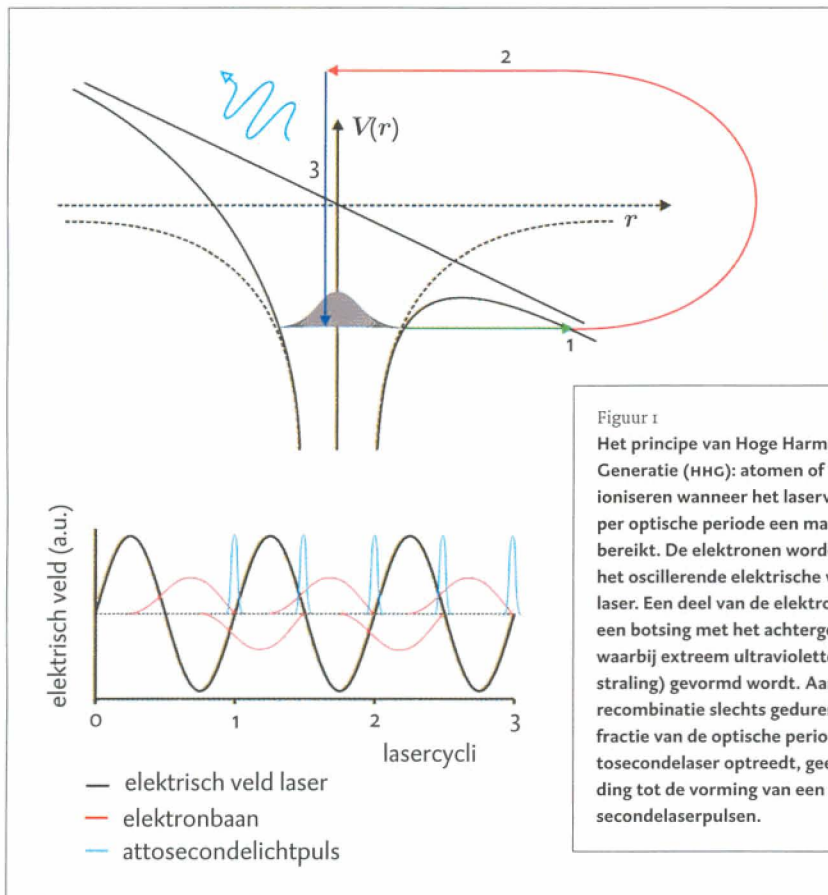 2
V(r)
3
r
1
elektrisch veld (a.u.)
0
1
2
3
lasercycli
elektrisch veld laser
elektronbaan
attosecondelichtpuls
Figuur 1
Het principe van Hoge Harm
Generatie (HHG): atomen of
ioniseren wanneer het laserv
per optische periode een ma
bereikt. De elektronen worde
het oscillerende elektrische v
laser. Een deel van de elektro
een botsing met het achterge
waarbij extreem ultraviolette
straling) gevormd wordt. Aa
recombinatie slechts gedure
fractie van de optische perio
tosecondelaser optreedt, gee
ding tot de vorming van een
secondelaserpulsen.